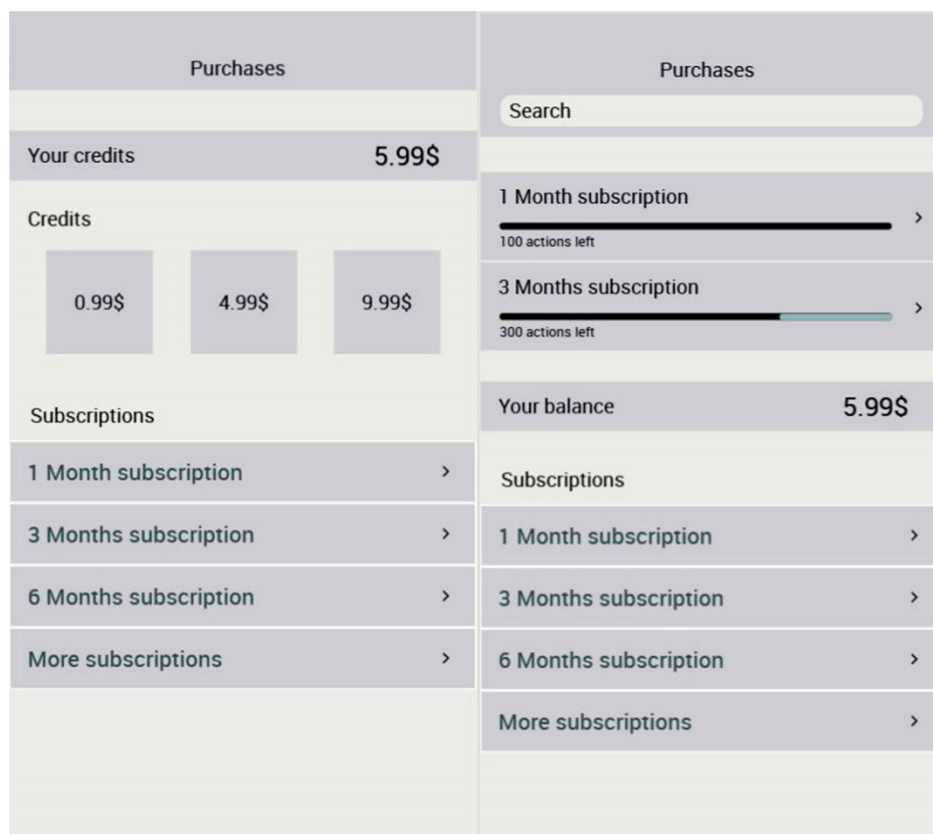 Purchases
Your credits 5.99$
Credits
0.99$ 4.99$ 9.99$
Subscriptions
1 Month subscription
3 Months subscription
6 Months subscription
More subscriptions
Purchases
Search
1 Month subscription
100 actions left
3 Months subscription
300 actions left
Your balance 5.99$
Subscriptions
1 Month subscription
3 Months subscription
6 Months subscription
More subscriptions